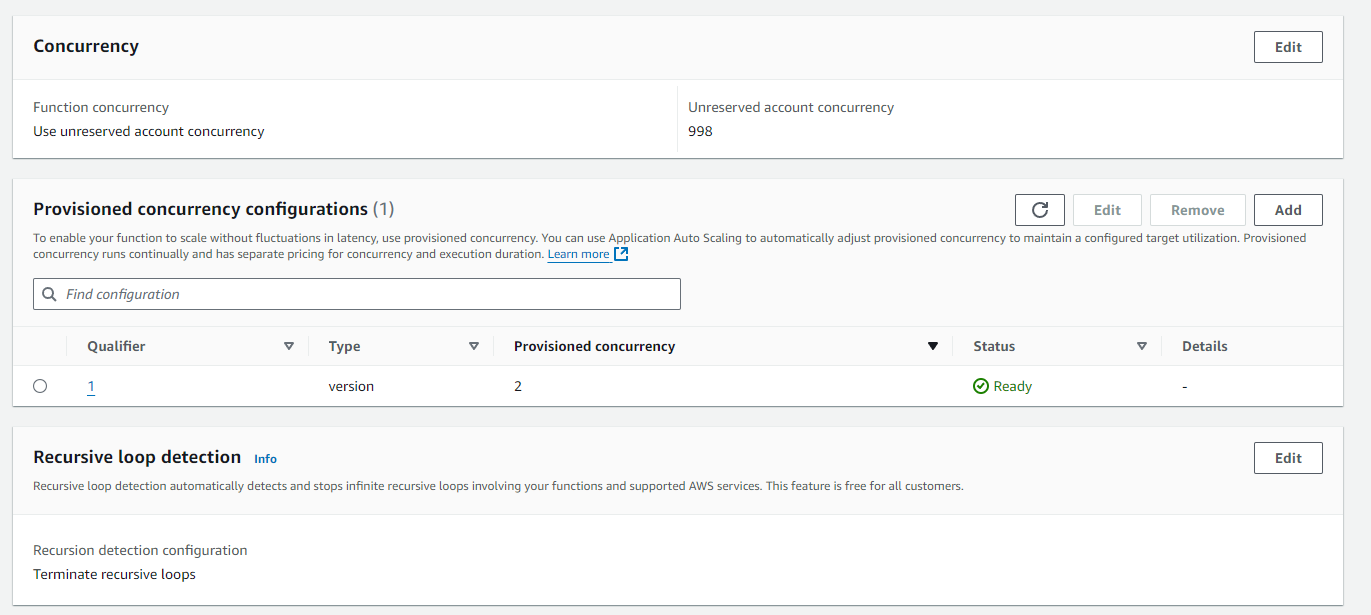 Concurrency
Edit
Function concurrency
Use unreserved account concurrency
Unreserved account concurrency
998
Provisioned concurrency configurations (1)
Edit
Remove
Add
To enable your function to scale without fluctuations in latency, use provisioned concurrency. You can use Application Auto Scaling to automatically adjust provisioned concurrency to maintain a configured target utilization. Provisioned
concurrency runs continually and has separate pricing for concurrency and execution duration. Learn more
Find configuration
Qualifier Type Provisioned concurrency Status Details
1 version 2 Ready -
Recursive loop detection Info
Edit
Recursive loop detection automatically detects and stops infinite recursive loops involving your functions and supported AWS services. This feature is free for all customers.
Recursion detection configuration
Terminate recursive loops